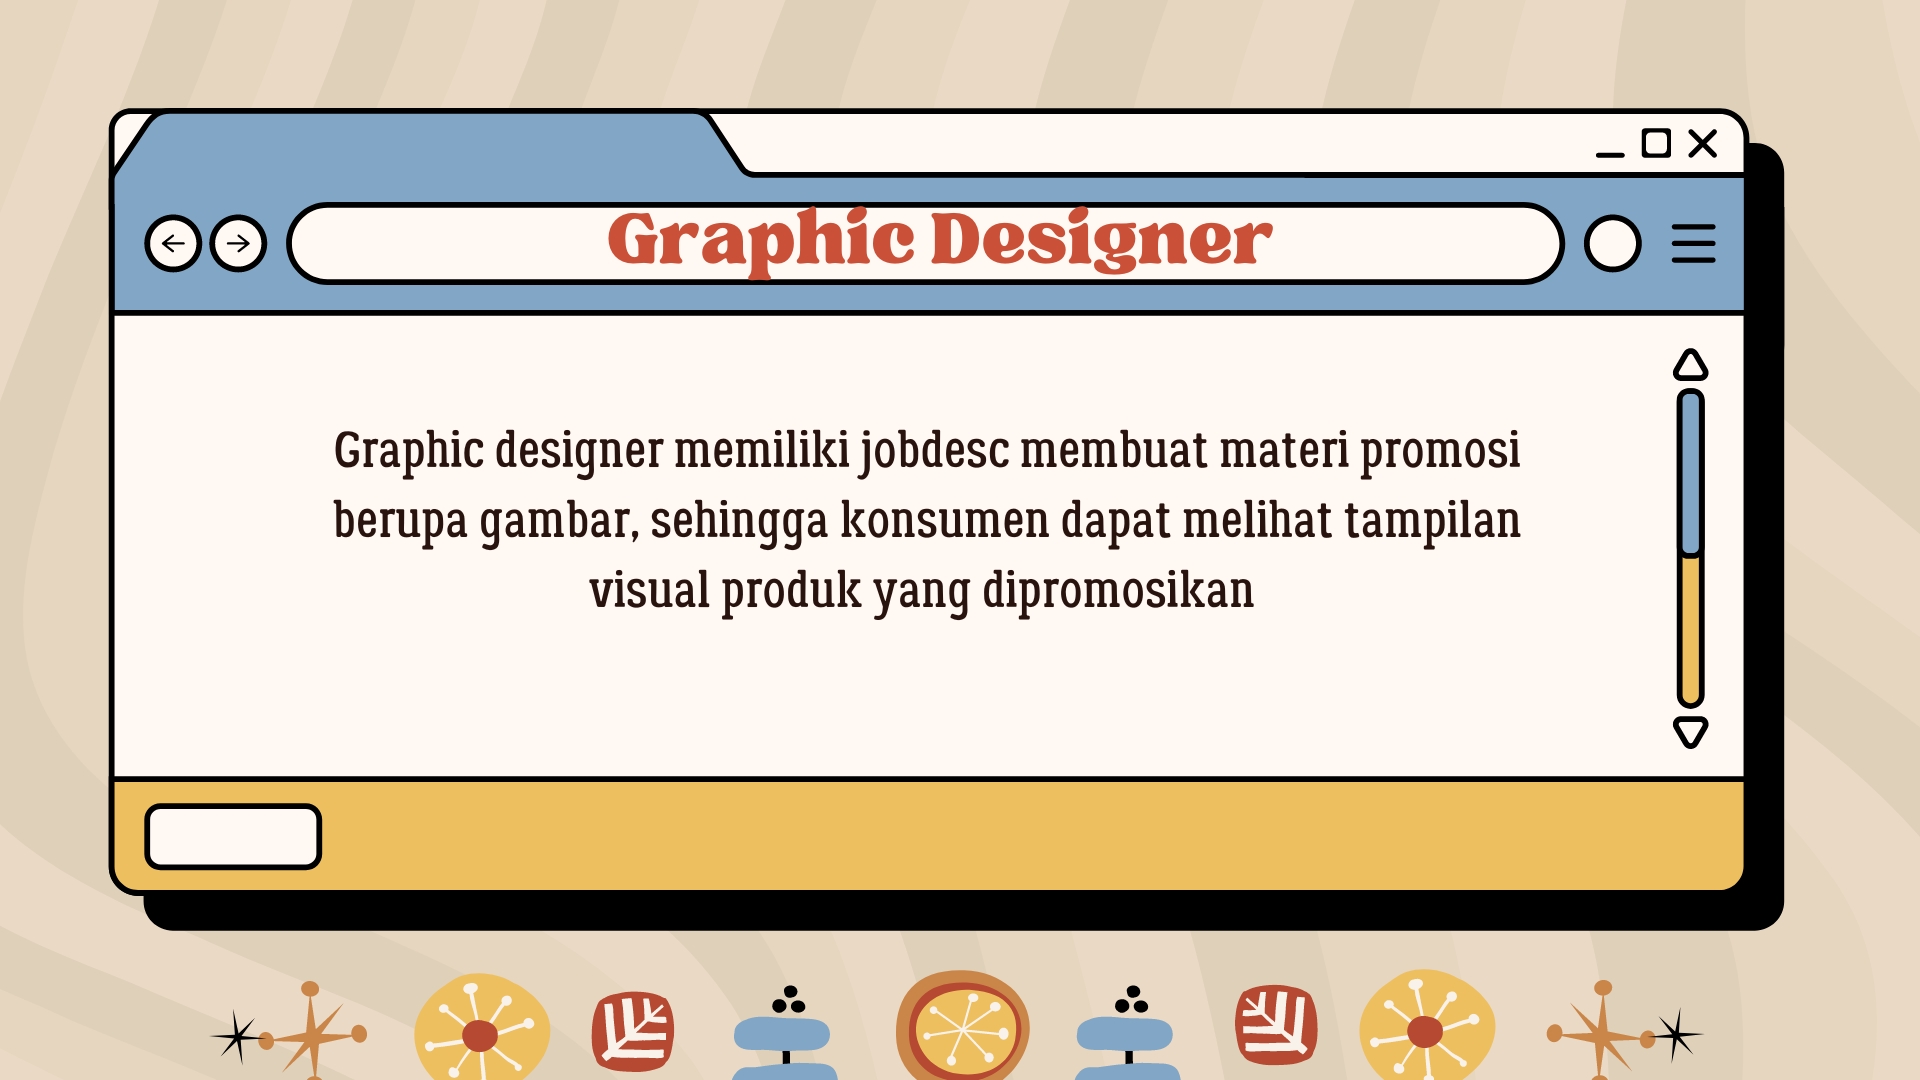 Graphic Designer
Graphic designer memiliki jobdesc membuat materi promosi
berupa gambar, sehingga konsumen dapat melihat tampilan
visual produk yang dipromosikan